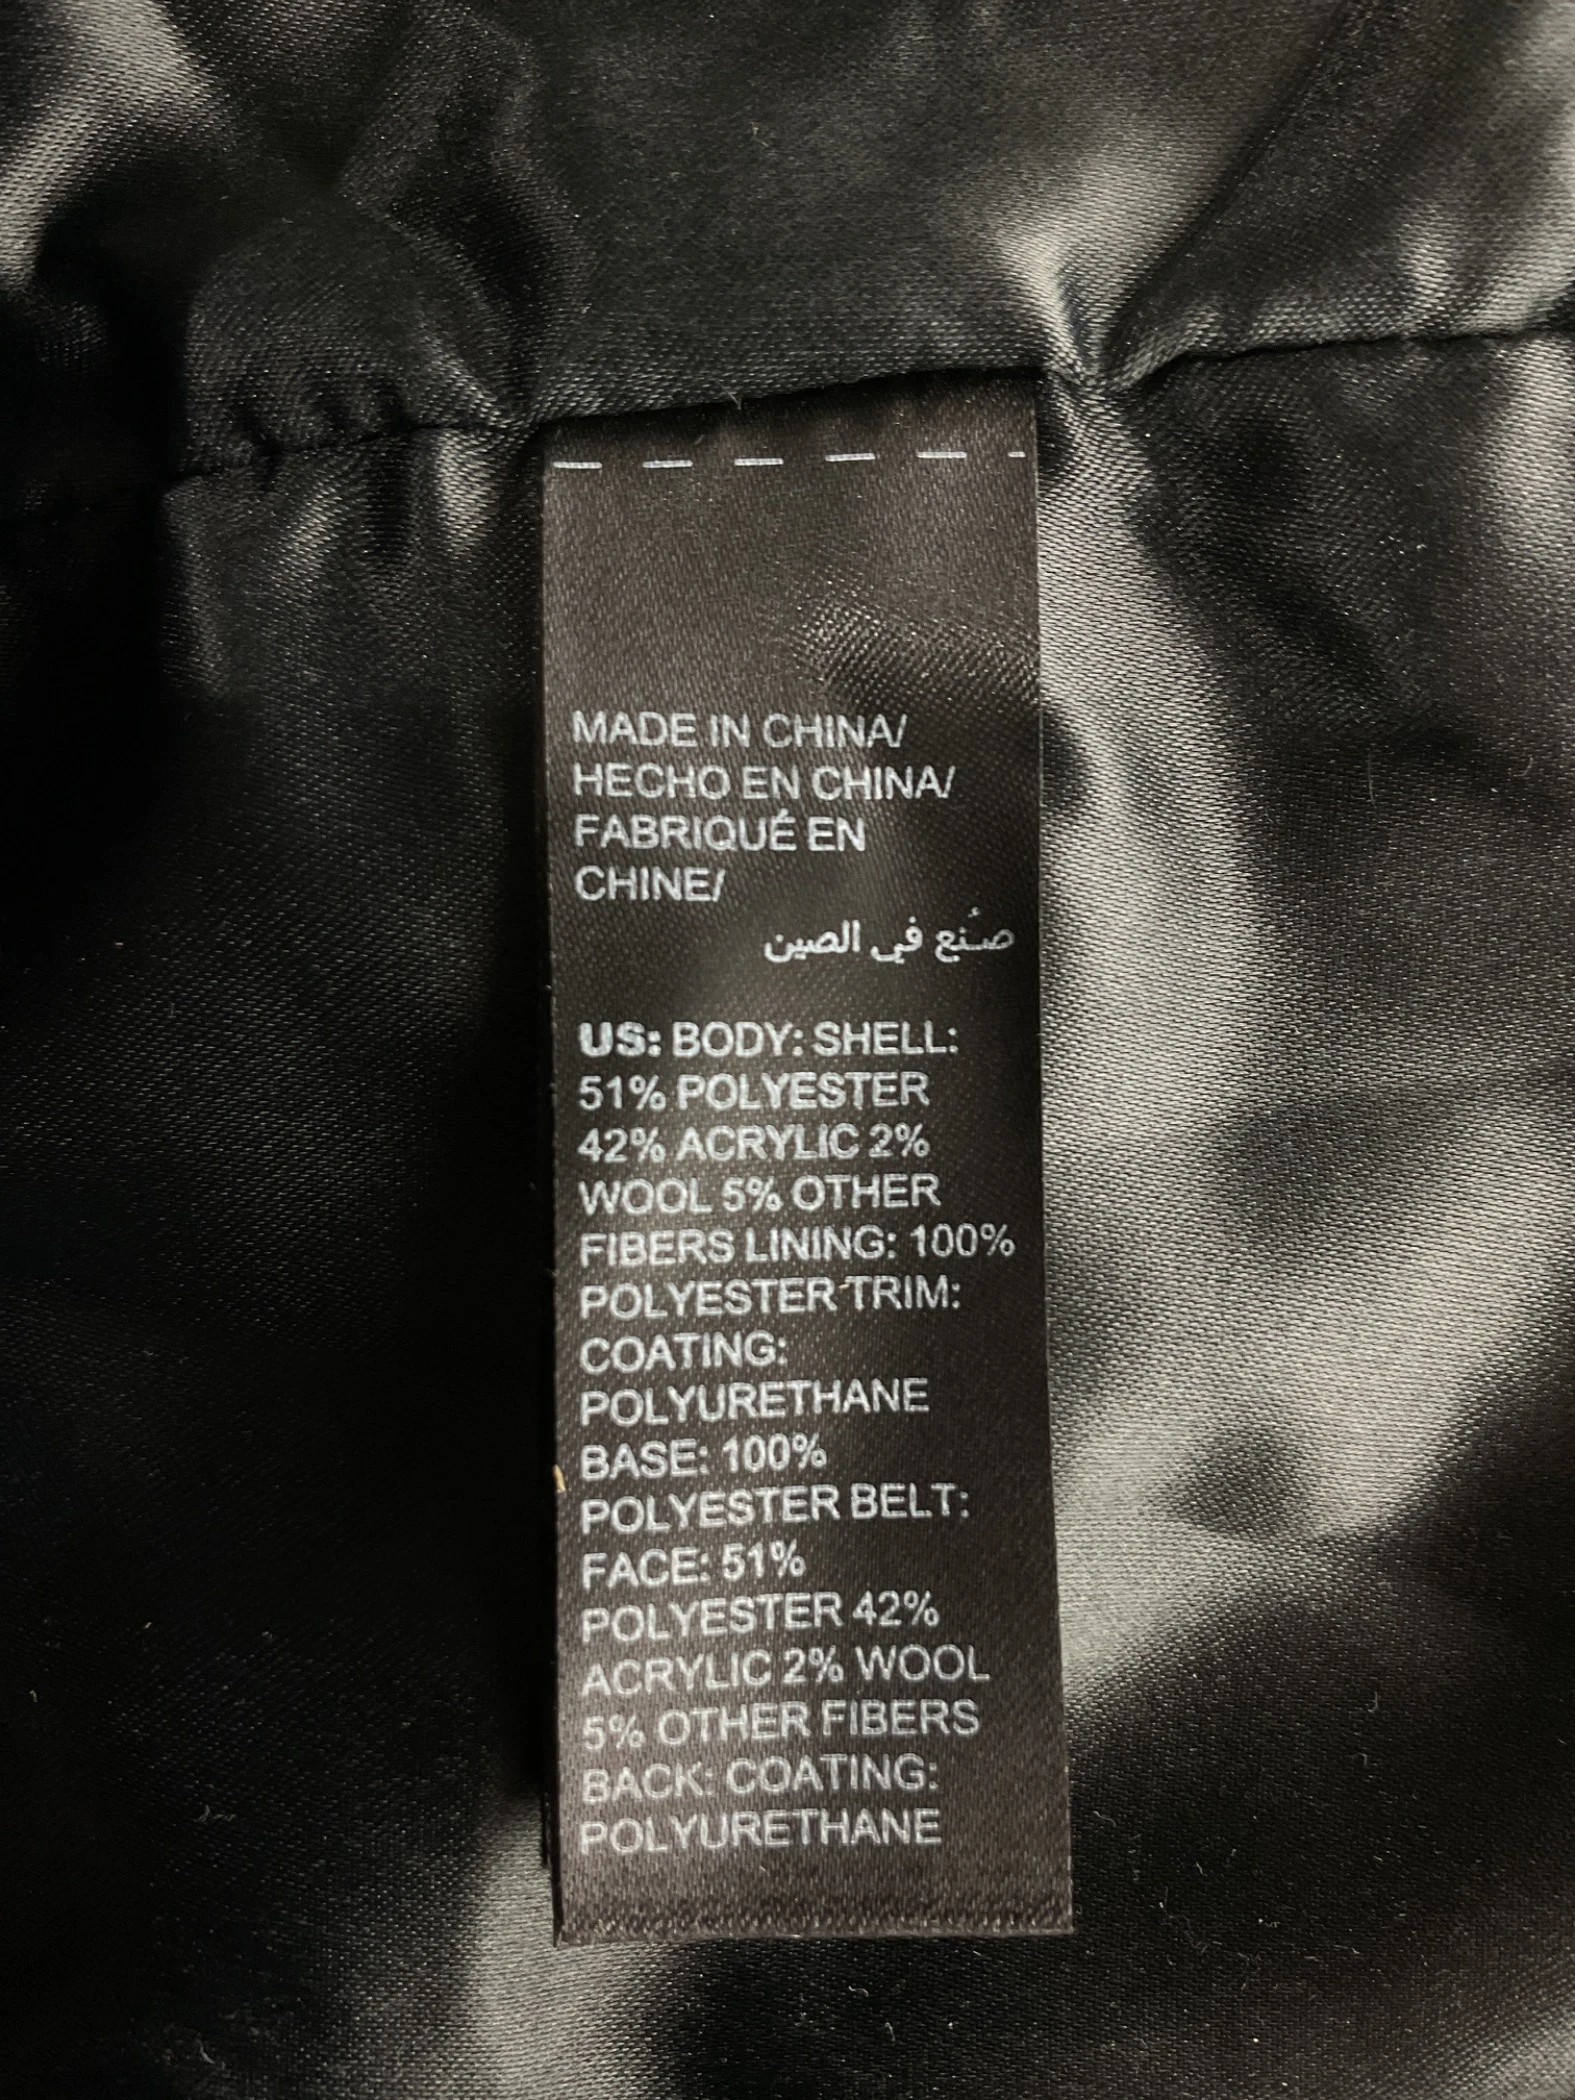 MADE IN CHINA/
HECHO EN CHINA/
FABRIQUÉ EN
CHINE/
صُنع في الصين
US: BODY: SHELL:
51% POLYESTER
42% ACRYLIC 2%
WOOL 5% OTHER
FIBERS LINING: 100%
POLYESTER TRIM:
COATING:
POLYURETHANE
BASE: 100%
POLYESTER BELT:
FACE: 51%
POLYESTER 42%
ACRYLIC 2% WOOL
5% OTHER FIBERS
BACK: COATING:
POLYURETHANE